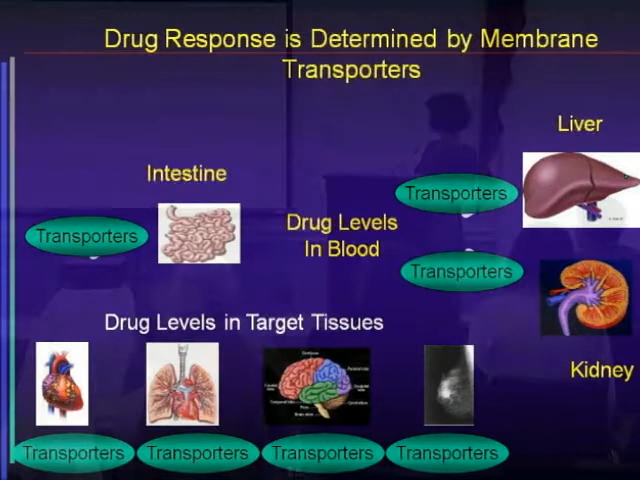 Drug Response is Determined by Membrane
Transporters
Liver
Intestine
Transporters
Drug Levels
In Blood
Transporters
Transporters
Drug Levels in Target Tissues
Kidney
Transporters
Transporters
Transporters
Transporters